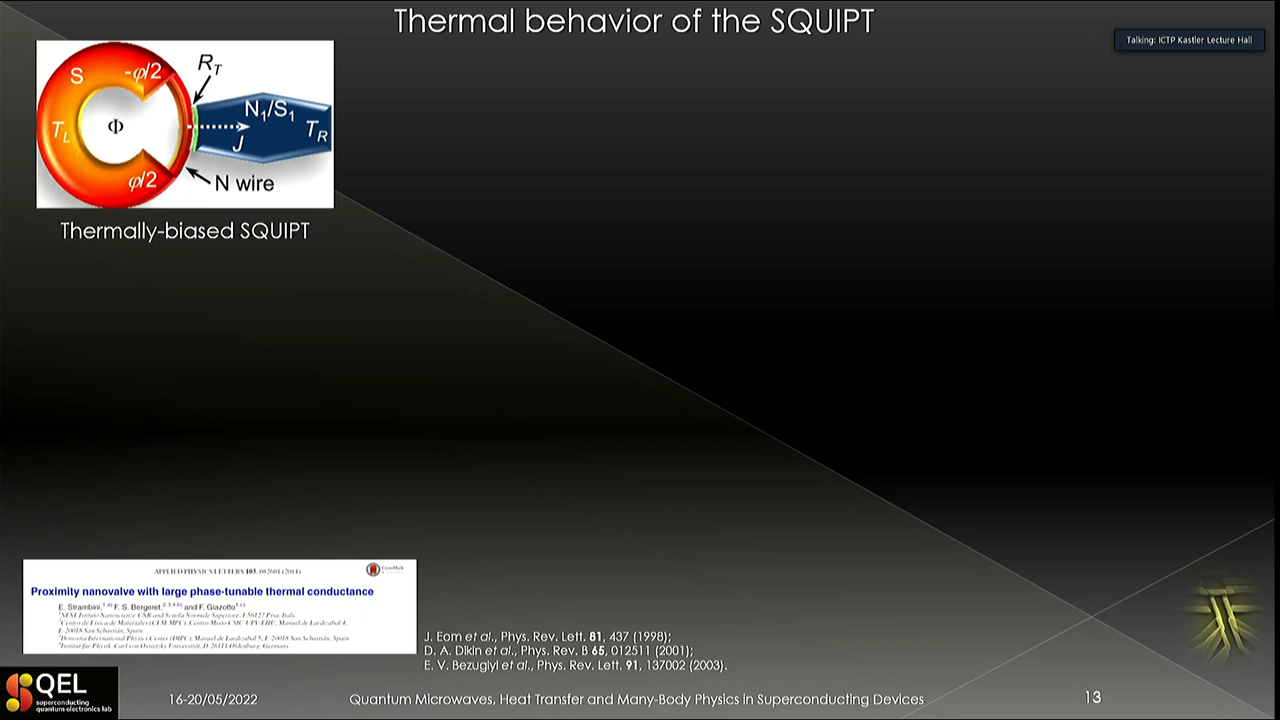 Thermal behavior of the SQUIPT
Talking: ICTP Kastler Lecture Hall
S
-φ/2
R_T
T_L
Φ
N₁/S₁
T_R
J
φ/2
N wire
Thermally-biased SQUIPT
APPLIED PHYSICS LETTERS 105, 082601 (2014)
CrossMark
Proximity nanovalve with large phase-tunable thermal conductance
E. Strambini, F. S. Bergeret, and F. Giazotto
J. Eom et al., Phys. Rev. Lett. 81, 437 (1998);
D. A. Dikin et al., Phys. Rev. B 65, 012511 (2001);
E. V. Bezuglyi et al., Phys. Rev. Lett. 91, 137002 (2003).
QEL
superconducting
quantum electronics lab
16-20/05/2022
Quantum Microwaves, Heat Transfer and Many-Body Physics in Superconducting Devices
13